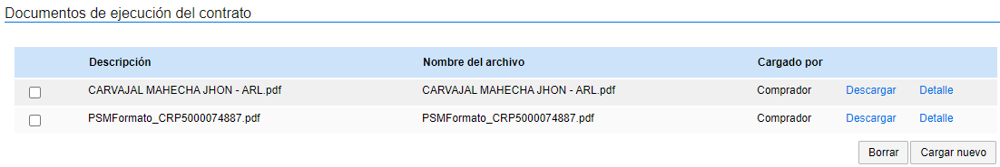 Documentos de ejecución del contrato
Descripción Nombre del archivo Cargado por
CARVAJAL MAHECHA JHON - ARL.pdf CARVAJAL MAHECHA JHON - ARL.pdf Comprador Descargar Detalle
PSMFormato_CRP5000074887.pdf PSMFormato_CRP5000074887.pdf Comprador Descargar Detalle
Borrar Cargar nuevo